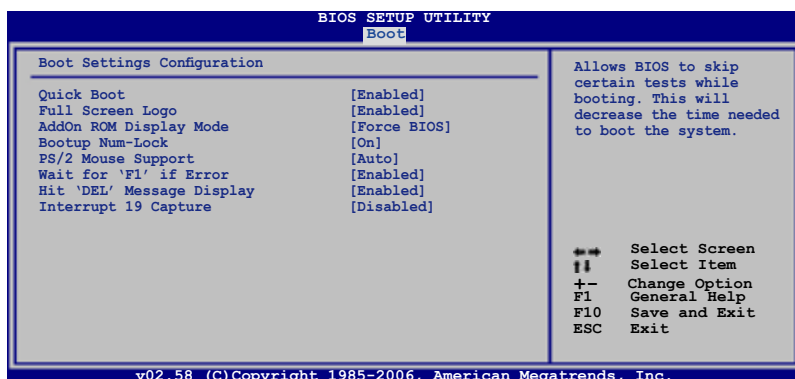 BIOS SETUP UTILITY
Boot
Boot Settings Configuration
Quick Boot [Enabled]
Full Screen Logo [Enabled]
AddOn ROM Display Mode [Force BIOS]
Bootup Num-Lock [On]
PS/2 Mouse Support [Auto]
Wait for ‘F1’ if Error [Enabled]
Hit ‘DEL’ Message Display [Enabled]
Interrupt 19 Capture [Disabled]
Allows BIOS to skip
certain tests while
booting. This will
decrease the time needed
to boot the system.
←→ Select Screen
↑↓ Select Item
+- Change Option
F1 General Help
F10 Save and Exit
ESC Exit
v02.58 (C)Copyright 1985-2006, American Megatrends, Inc.